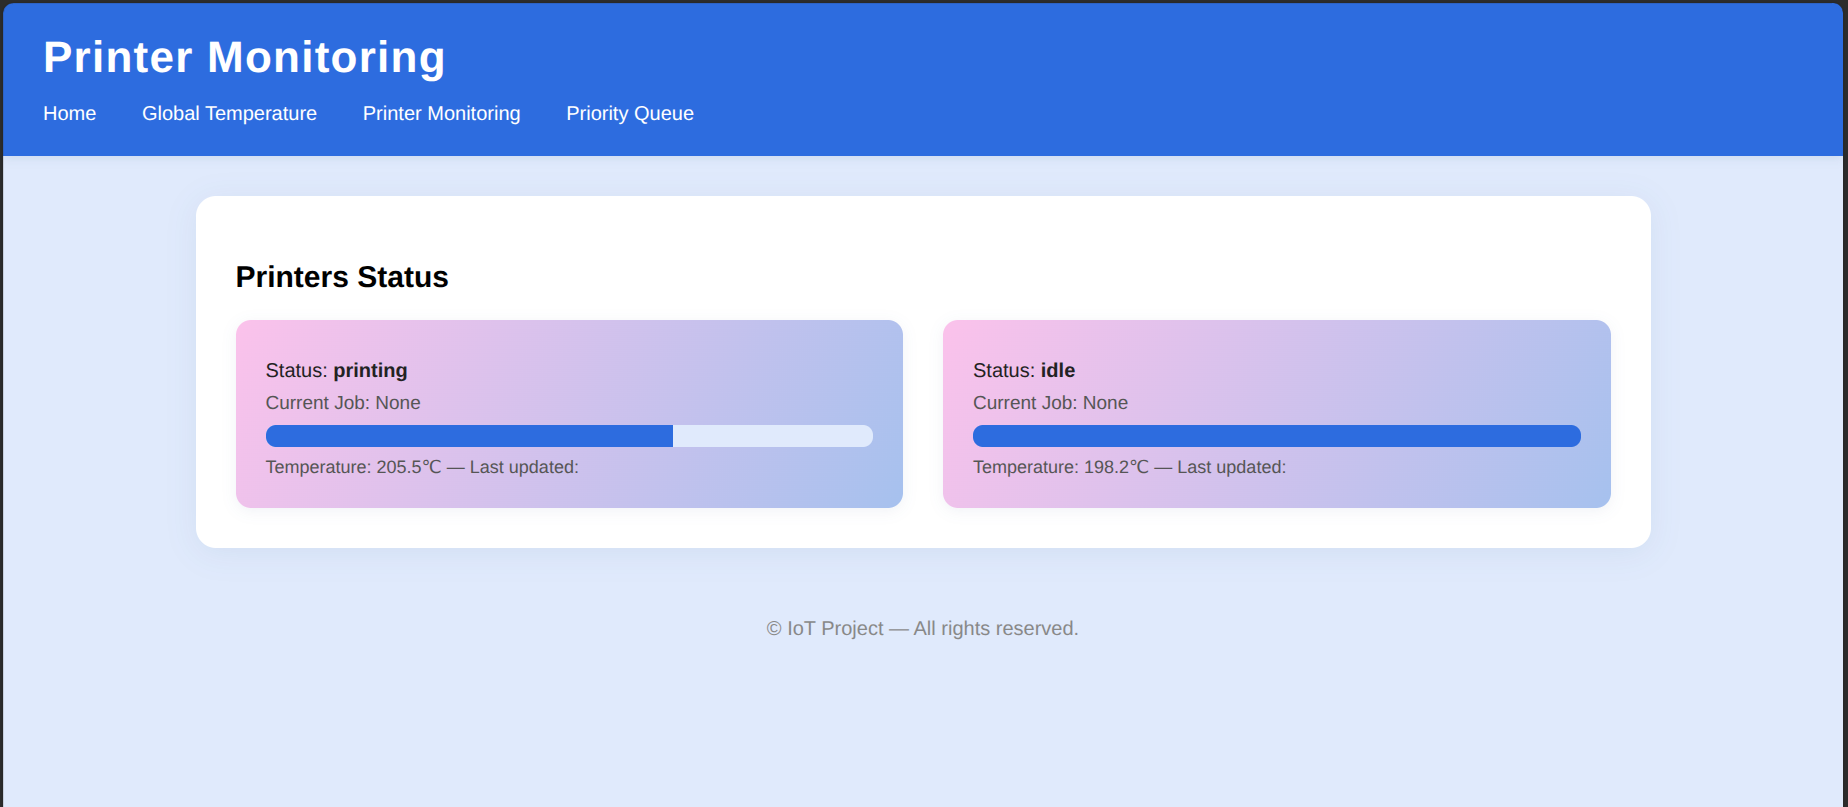 Printer Monitoring
Home Global Temperature Printer Monitoring Priority Queue
Printers Status
Status: printing
Current Job: None
Temperature: 205.5℃ — Last updated:
Status: idle
Current Job: None
Temperature: 198.2℃ — Last updated:
© IoT Project — All rights reserved.